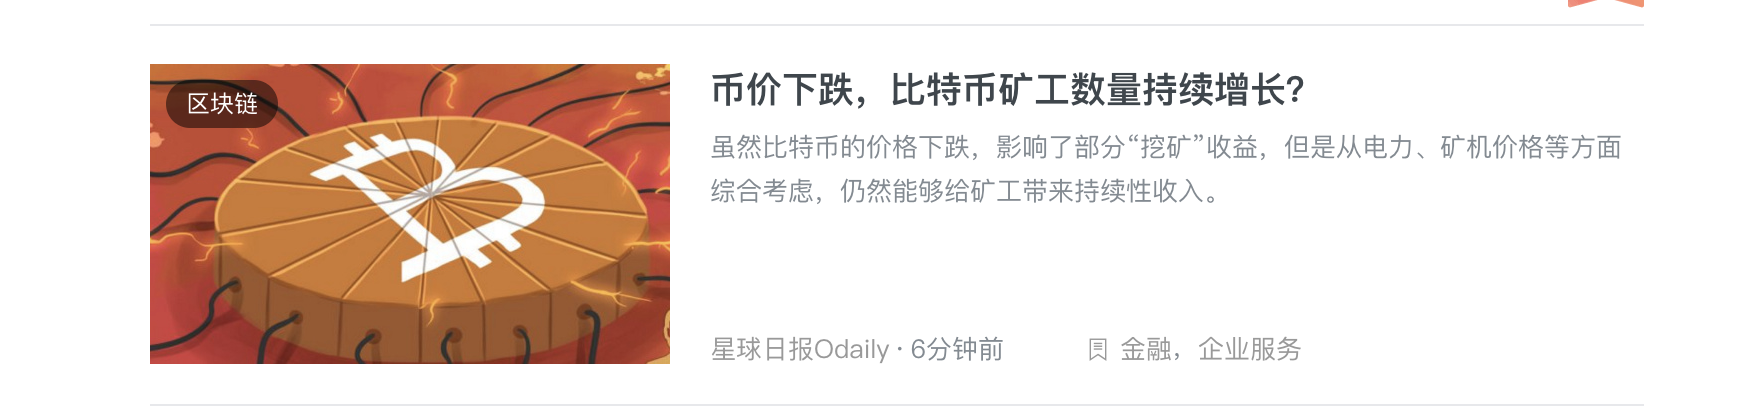 区块链
币价下跌，比特币矿工数量持续增长?
虽然比特币的价格下跌，影响了部分“挖矿”收益，但是从电力、矿机价格等方面
综合考虑，仍然能够给矿工带来持续性收入。
星球日报Odaily · 6分钟前
金融，企业服务